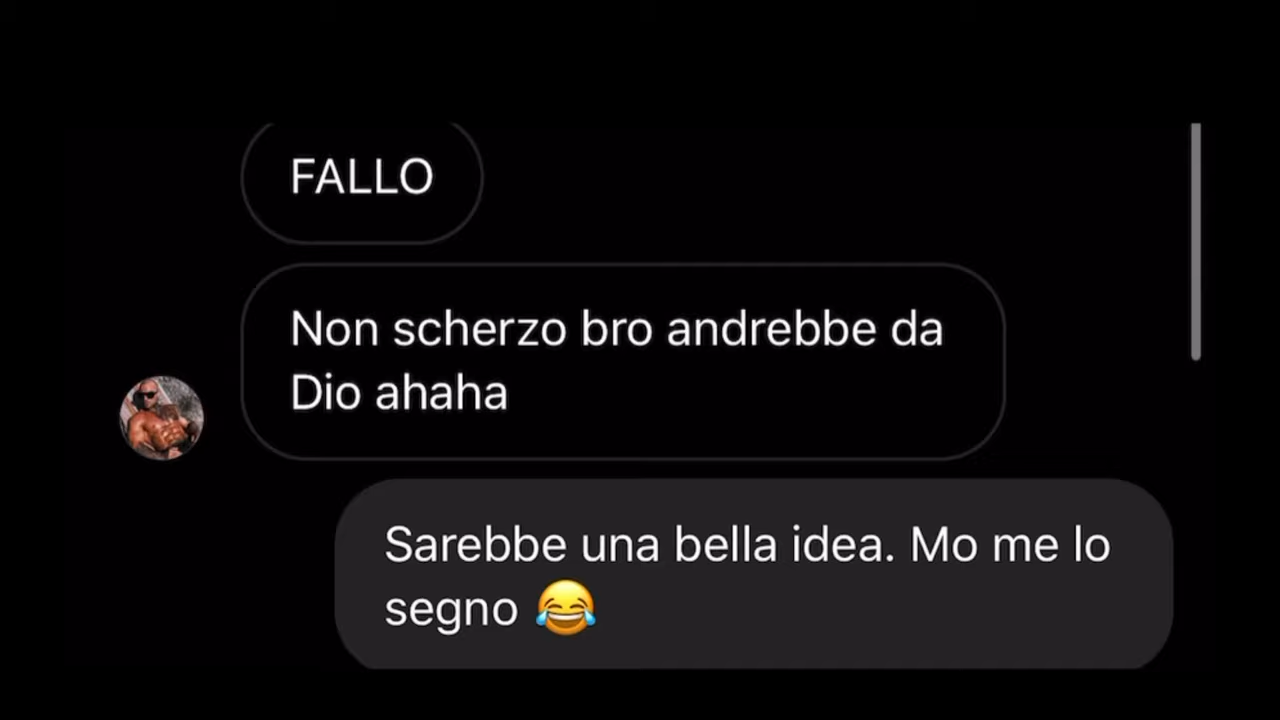 FALLO
Non scherzo bro andrebbe da
Dio ahaha
Sarebbe una bella idea. Mo me lo
segno 😂